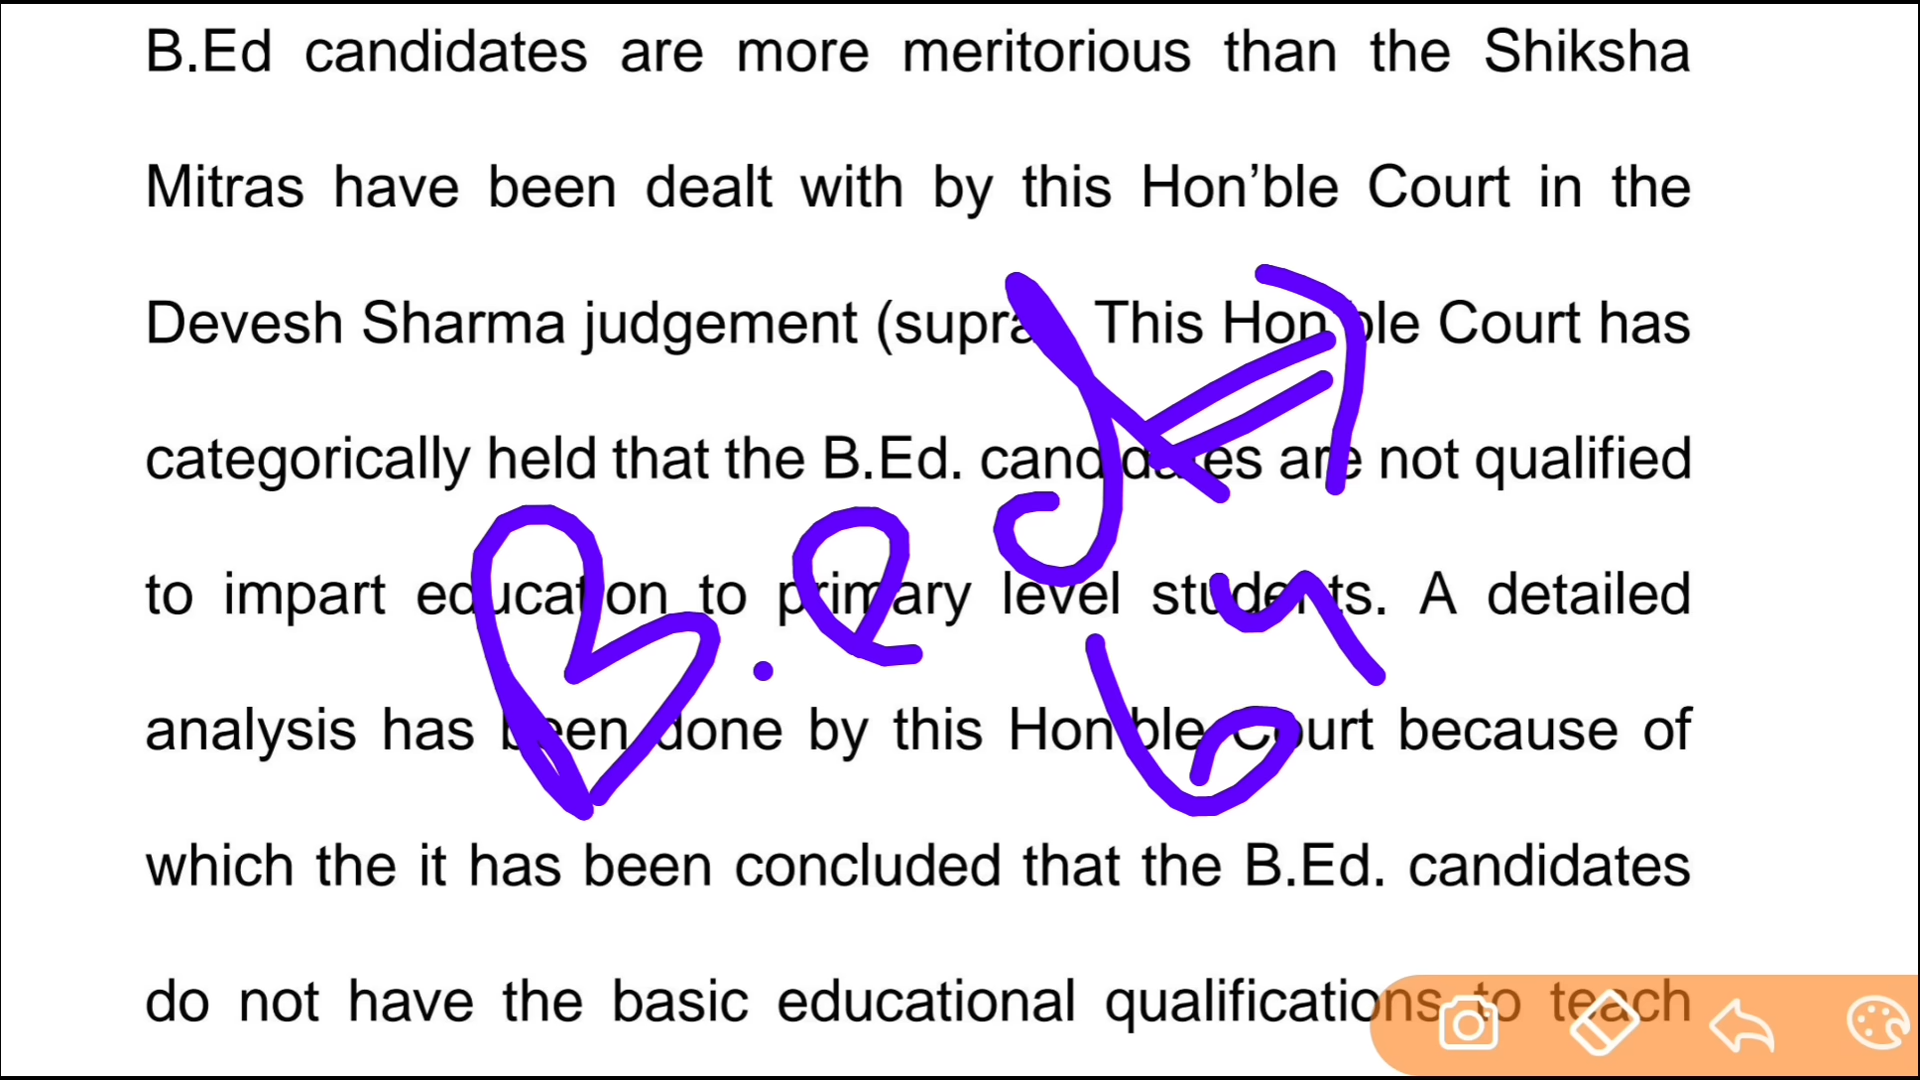 B.Ed candidates are more meritorious than the Shiksha
Mitras have been dealt with by this Hon’ble Court in the
Devesh Sharma judgement (supra This Hon’ble Court has
categorically held that the B.Ed. candidates are not qualified
to impart education to primary level students. A detailed
analysis has been done by this Hon’ble Court because of
which the it has been concluded that the B.Ed. candidates
do not have the basic educational qualifications to teach
B.e